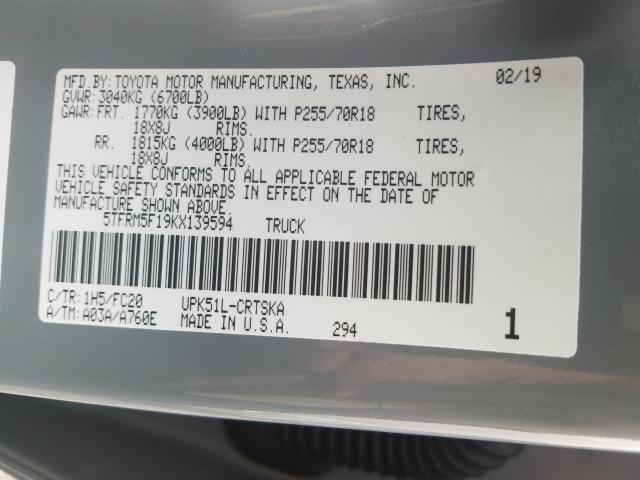 MFD.BY: TOYOTA MOTOR MANUFACTURING, TEXAS, INC. 02/19
GVWR: 3040KG (6700LB)
GAWR: FRT. 1770KG (3900LB) WITH P255/70R18 TIRES,
18X8J RIMS.
RR. 1815KG (4000LB) WITH P255/70R18 TIRES,
18X8J RIMS.
THIS VEHICLE CONFORMS TO ALL APPLICABLE FEDERAL MOTOR
VEHICLE SAFETY STANDARDS IN EFFECT ON THE DATE OF
MANUFACTURE SHOWN ABOVE.
5TFRM5F19KX139594 TRUCK
C/TR: 1H5/FC20 UPK51L-CRTSKA
A/TM: A03A/A760E MADE IN U.S.A. 294 1